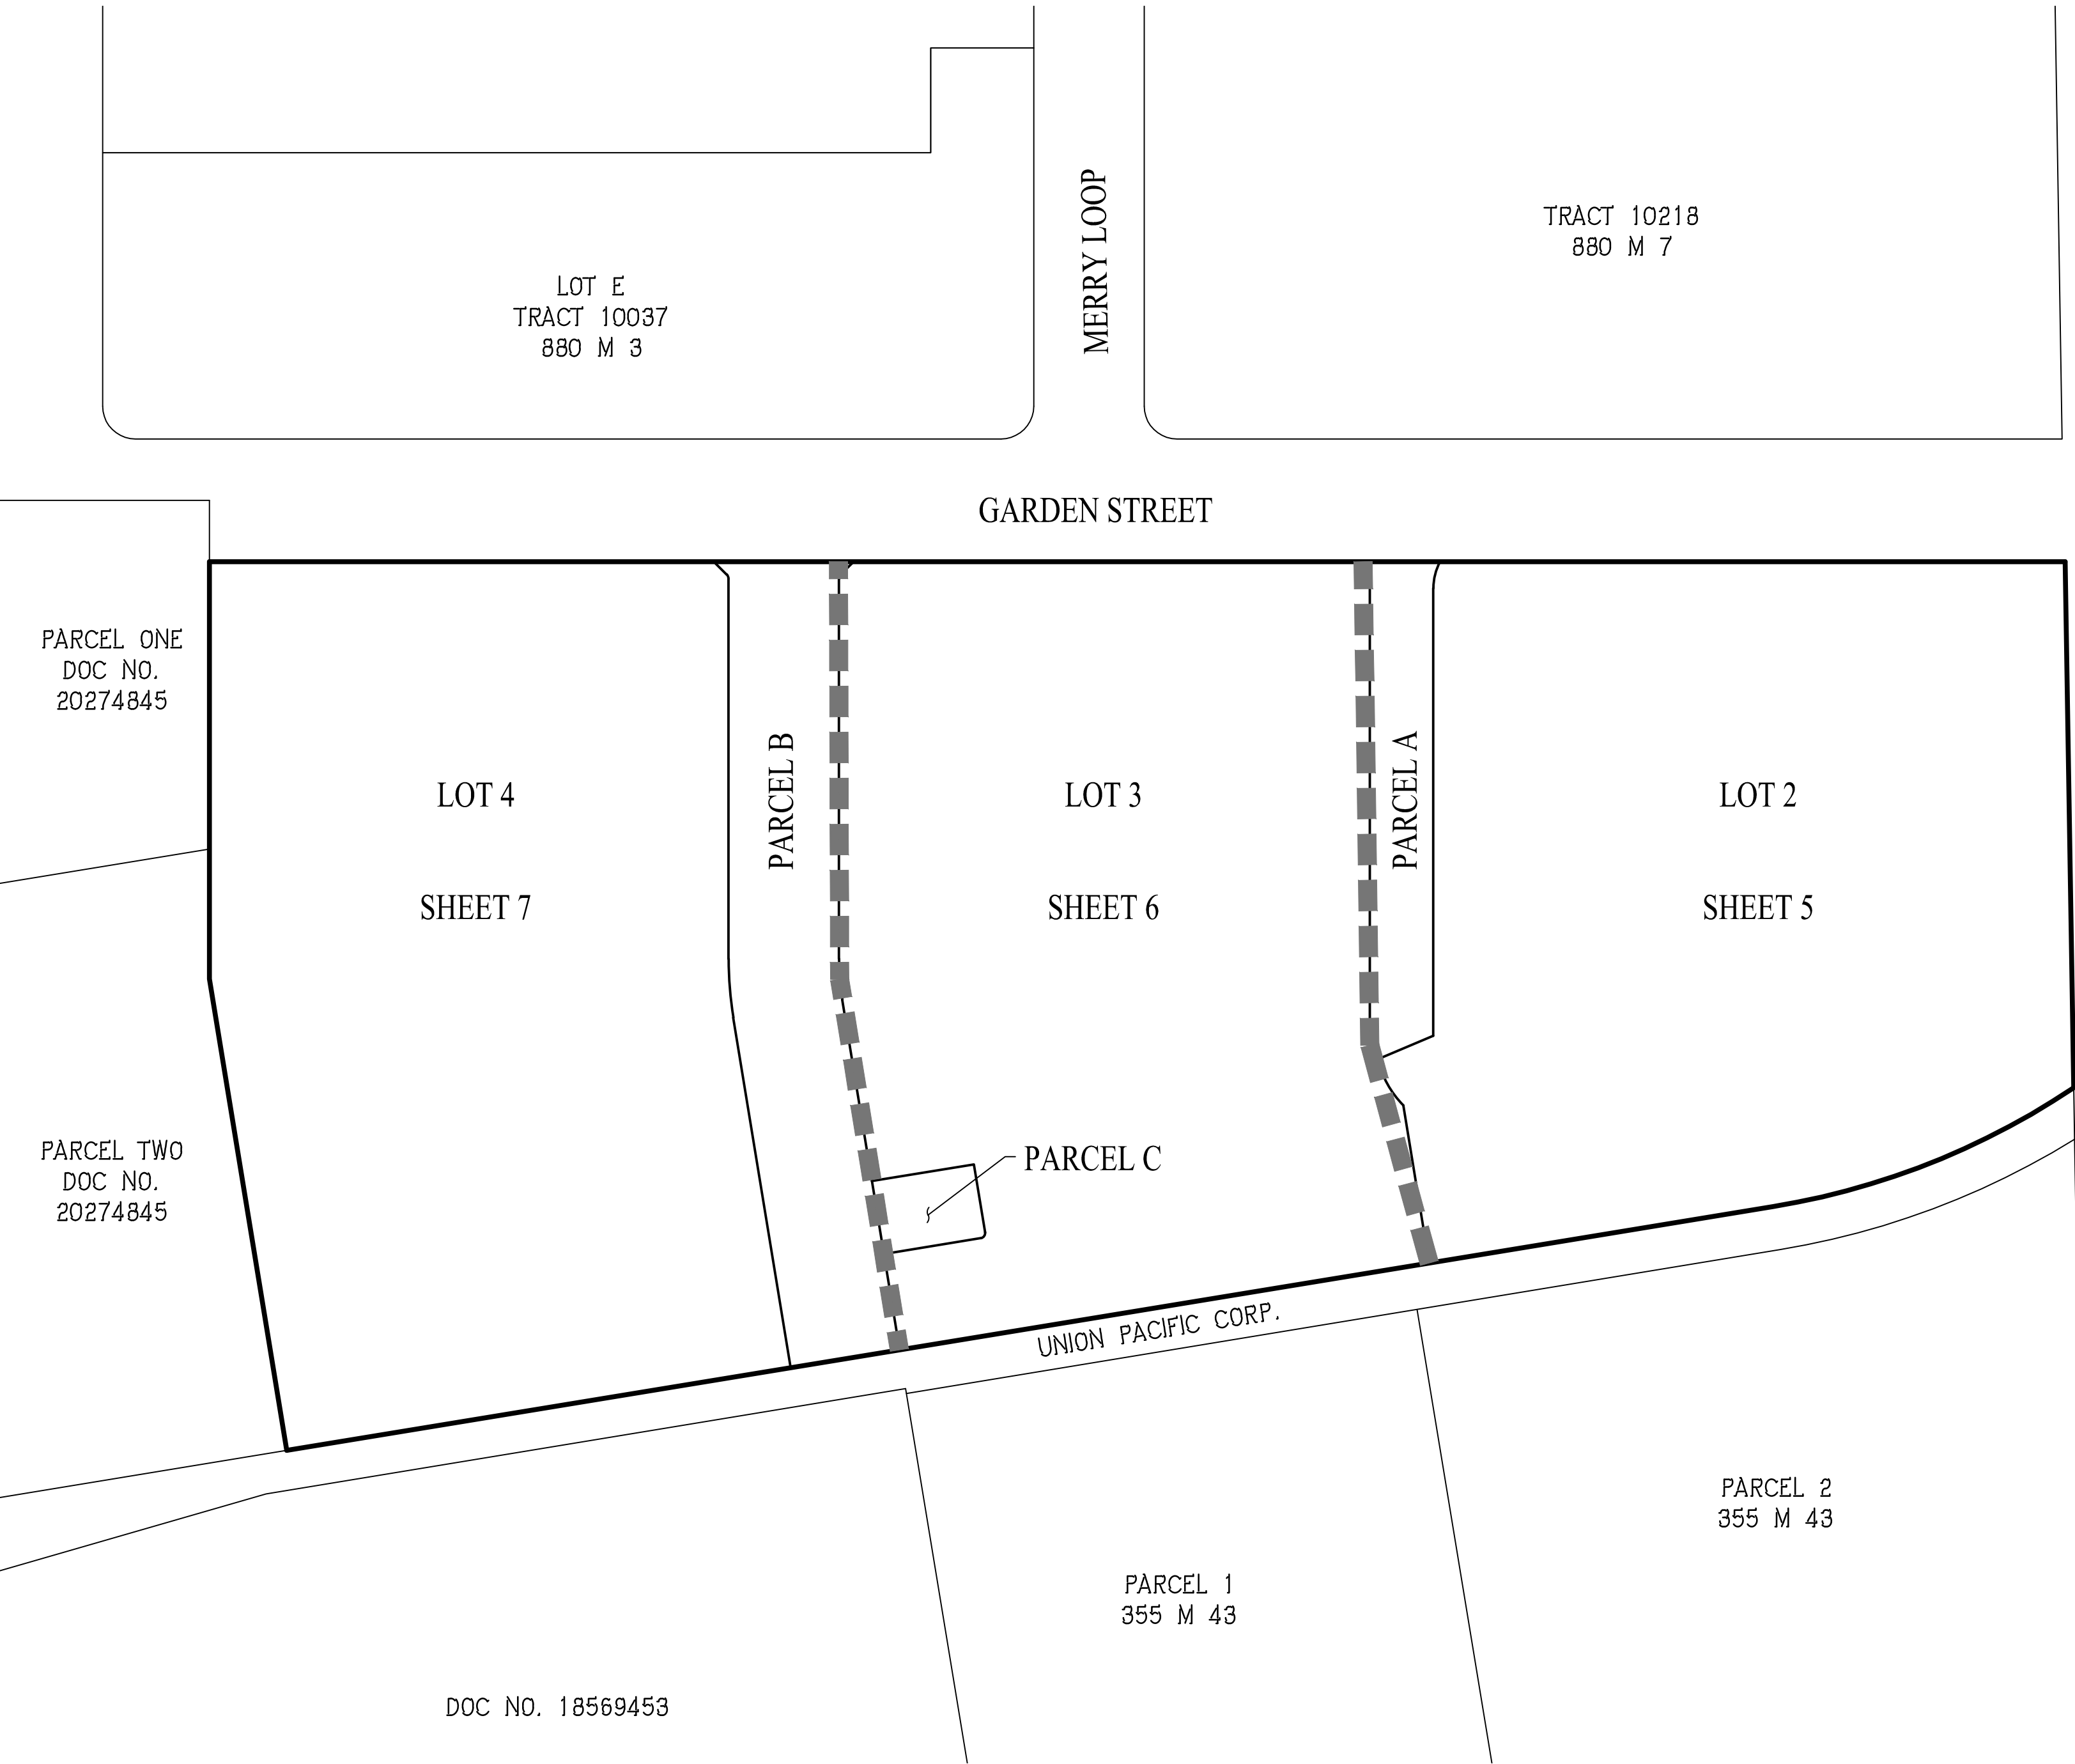 MERRY LOOP
TRACT 10218
880 M 7
LOT E
TRACT 10037
880 M 3
GARDEN STREET
PARCEL ONE
DOC NO.
20274845
LOT 4
SHEET 7
PARCEL B
LOT 3
SHEET 6
PARCEL A
LOT 2
SHEET 5
PARCEL TWO
DOC NO.
20274845
PARCEL C
UNION PACIFIC CORP.
PARCEL 2
355 M 43
PARCEL 1
355 M 43
DOC NO. 18569453